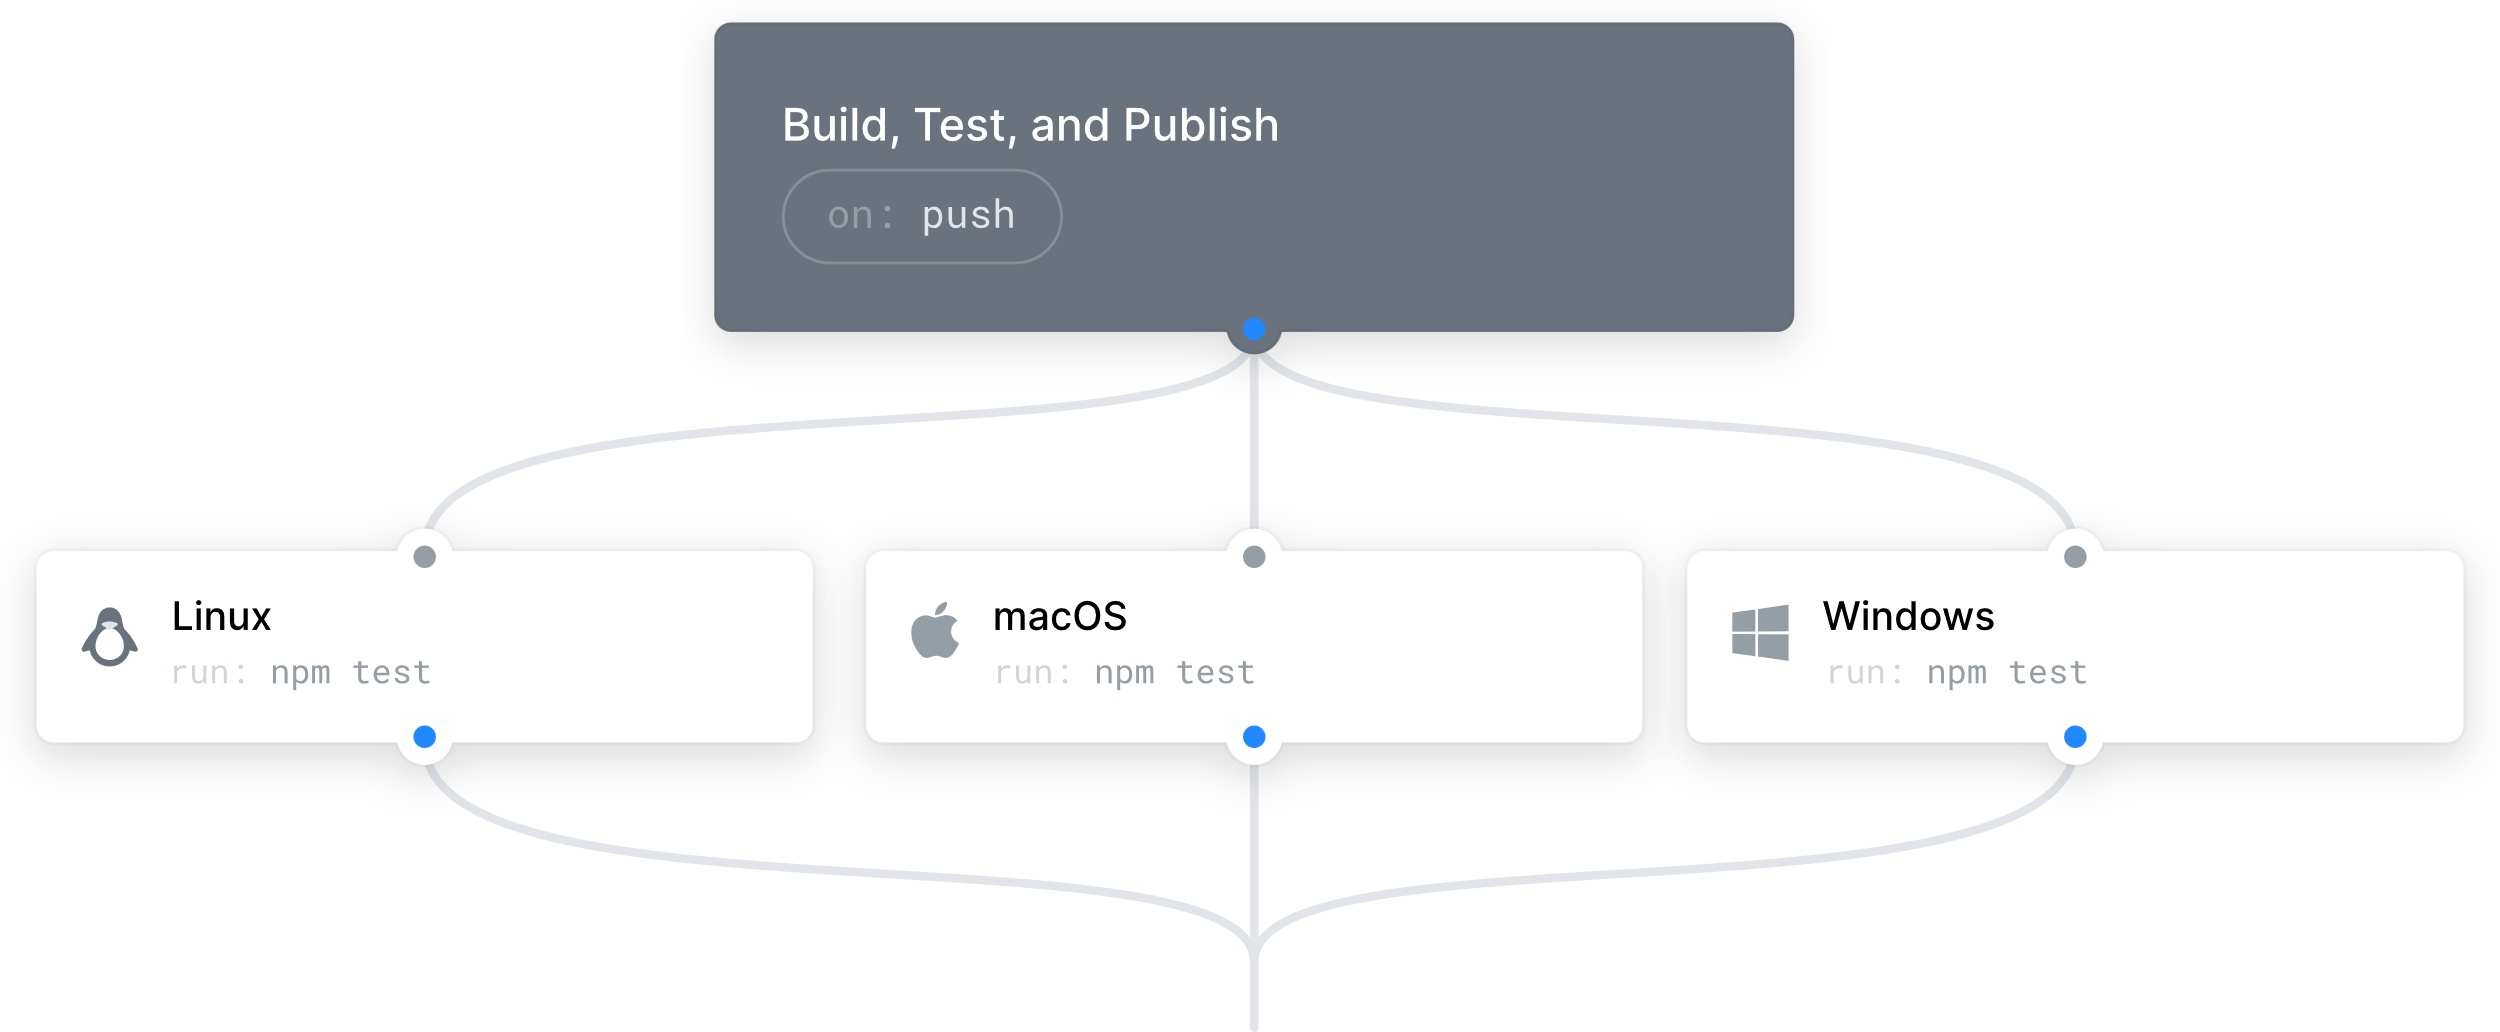 Build, Test, and Publish
on: push
Linux
run: npm test
macOS
run: npm test
Windows
run: npm test